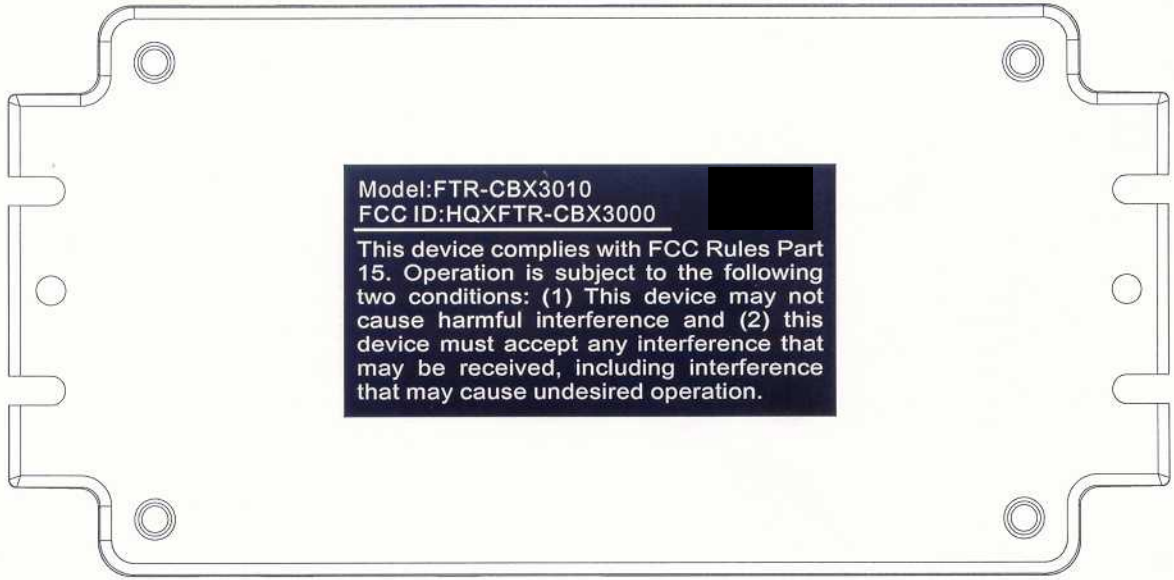 Model:FTR-CBX3010
FCC ID:HQXFTR-CBX3000
This device complies with FCC Rules Part
15. Operation is subject to the following
two conditions: (1) This device may not
cause harmful interference and (2) this
device must accept any interference that
may be received, including interference
that may cause undesired operation.